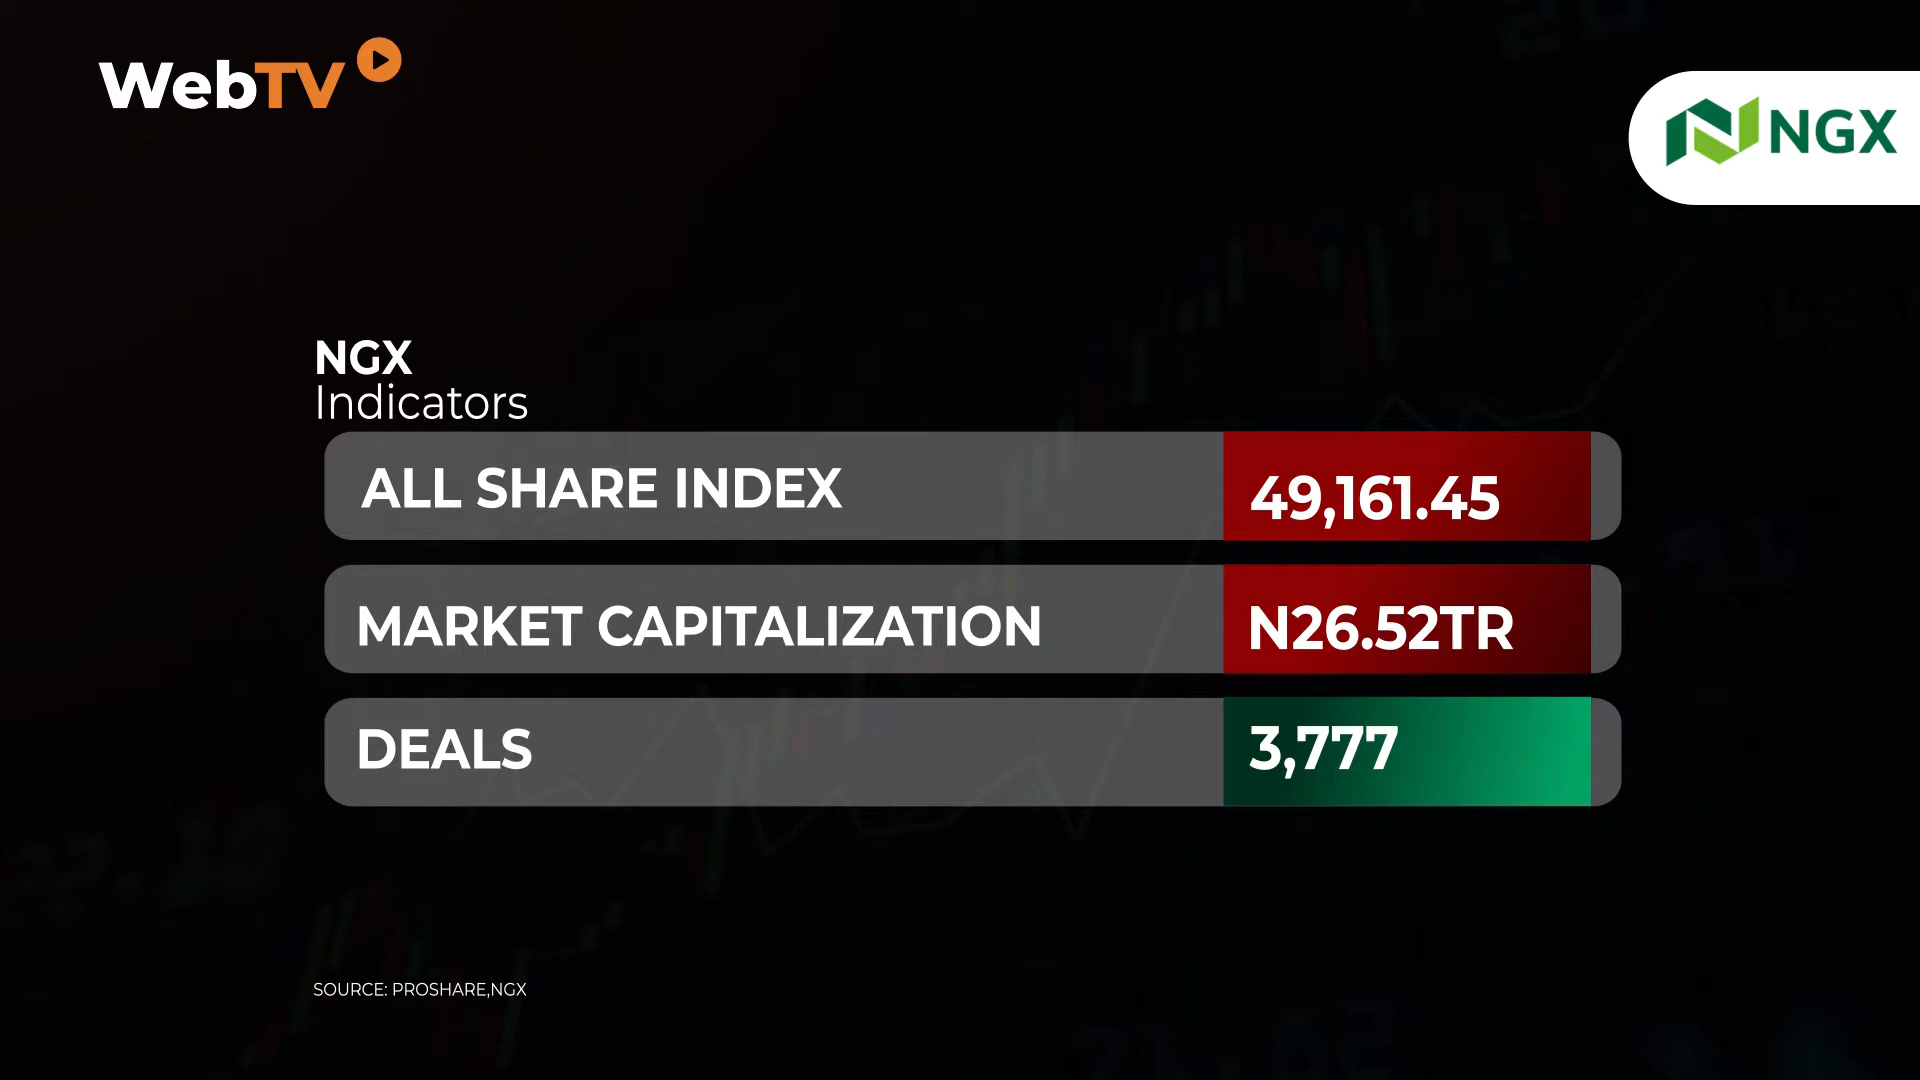 WebTV
NGX
NGX
Indicators
ALL SHARE INDEX 49,161.45
MARKET CAPITALIZATION N26.52TR
DEALS 3,777
SOURCE: PROSHARE,NGX